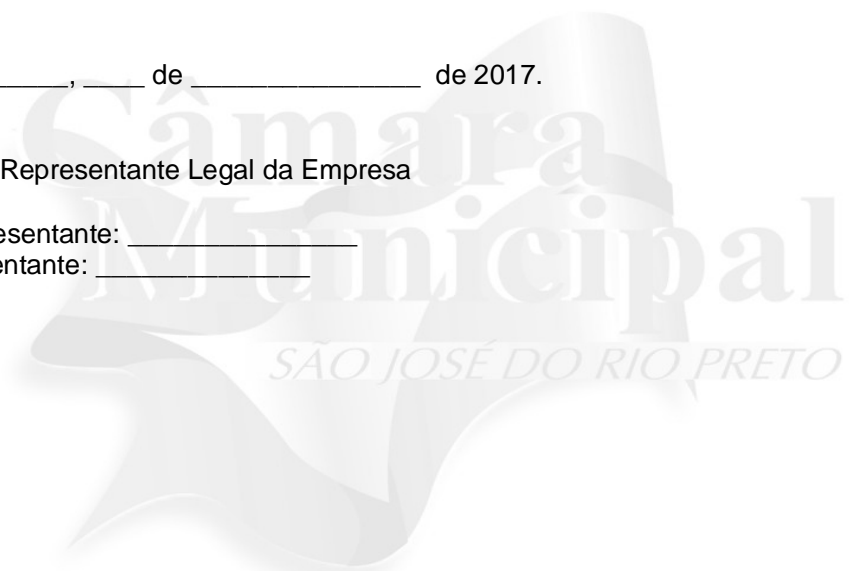 _____, ____ de _______________ de 2017.
Representante Legal da Empresa
esentante: _______________
entante: ______________
Câmara
Municipal
SÃO JOSÉ DO RIO PRETO